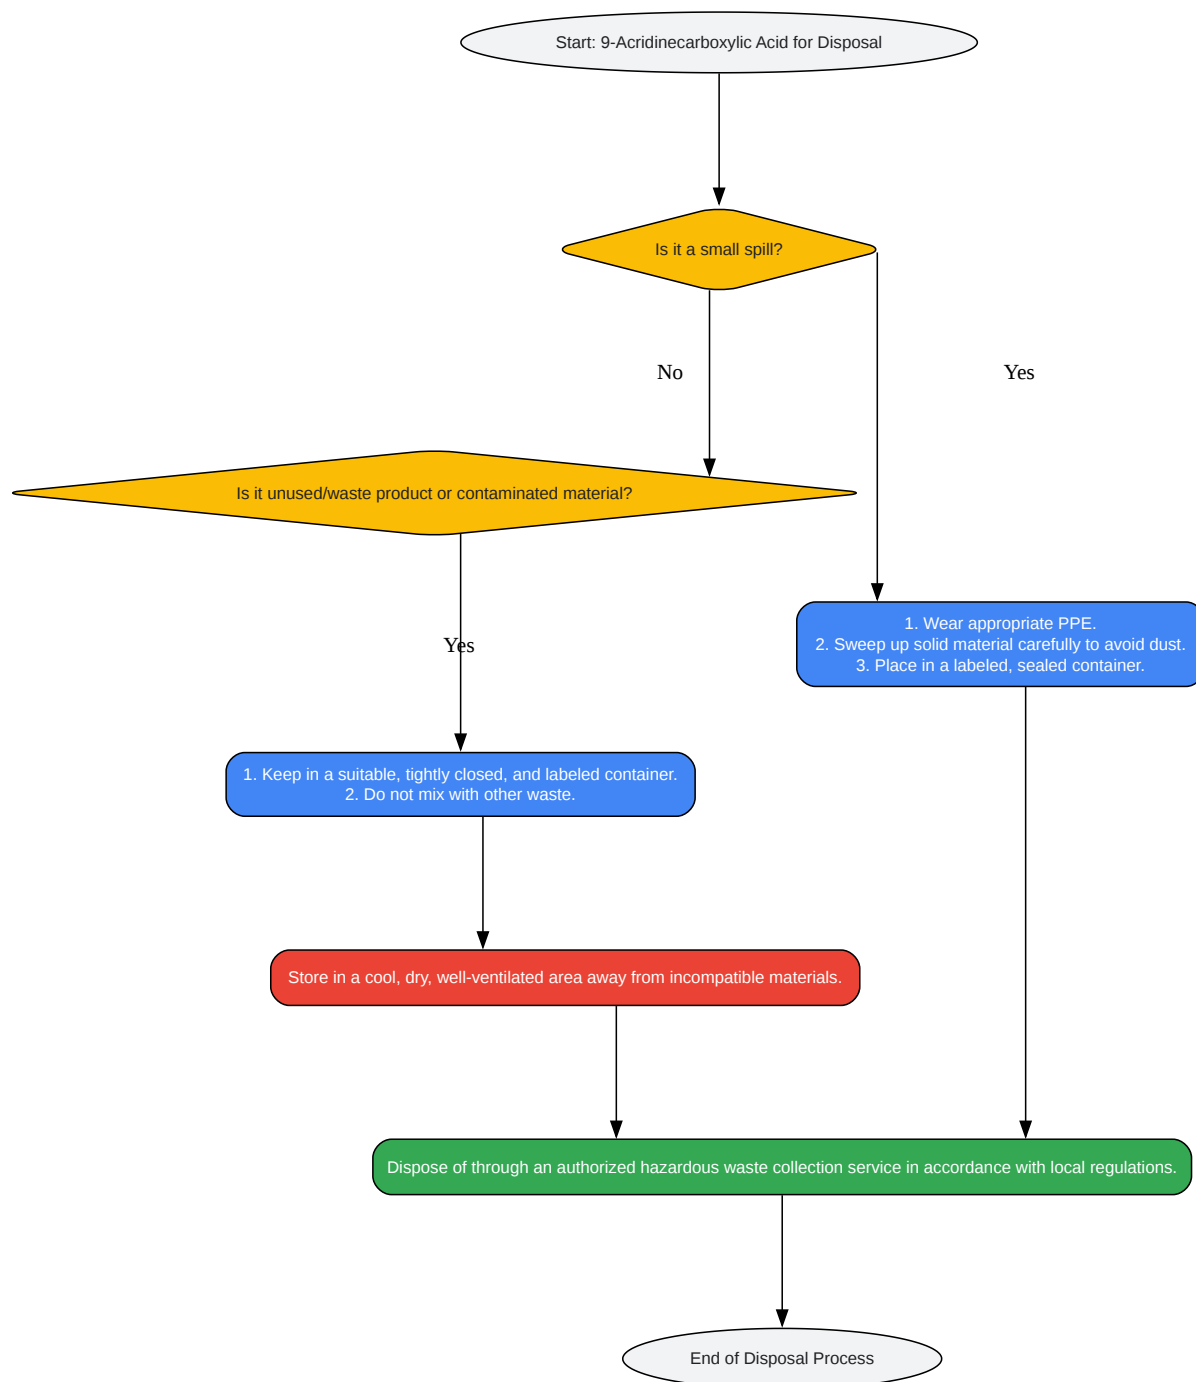 Start: 9-Acridinecarboxylic Acid for Disposal
Is it a small spill?
No
Yes
Is it unused/waste product or contaminated material?
1. Wear appropriate PPE.
2. Sweep up solid material carefully to avoid dust.
3. Place in a labeled, sealed container.
Yes
1. Keep in a suitable, tightly closed, and labeled container.
2. Do not mix with other waste.
Store in a cool, dry, well-ventilated area away from incompatible materials.
Dispose of through an authorized hazardous waste collection service in accordance with local regulations.
End of Disposal Process